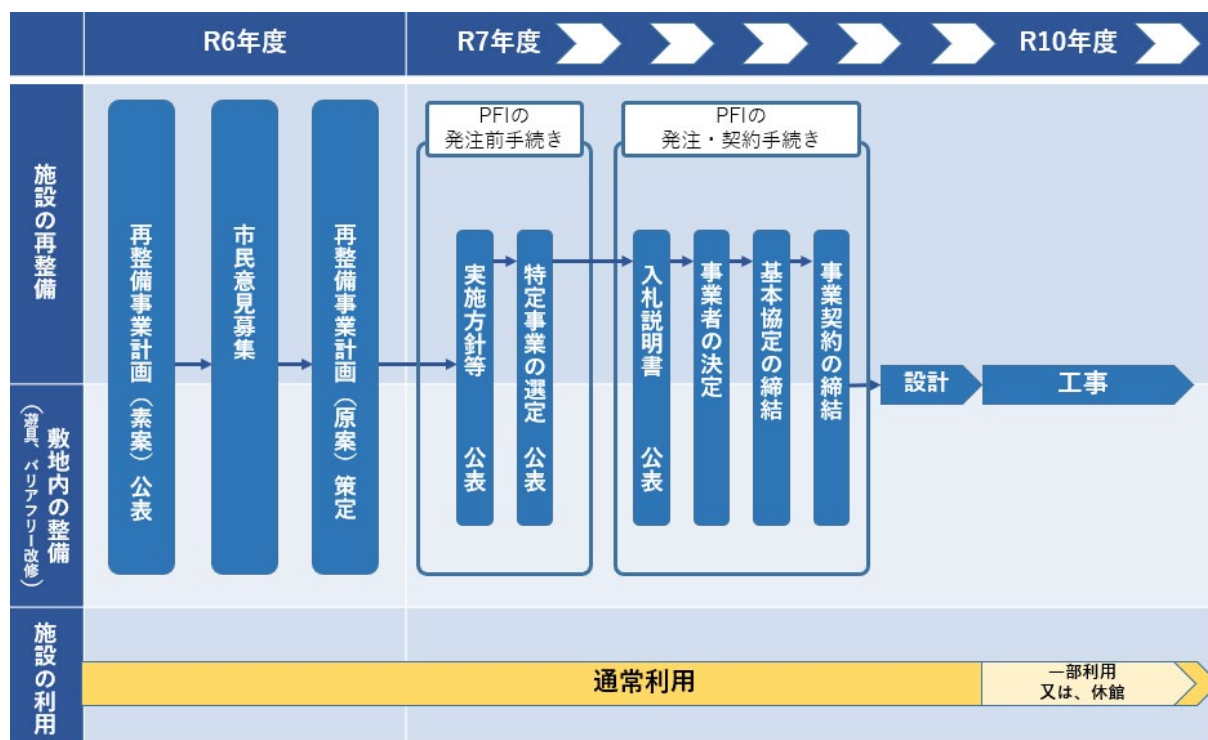 R6年度
R7年度
R10年度
施設の再整備
敷地内の整備
（遊具、バリアフリー改修）
施設の利用
再整備事業計画（素案）公表
市民意見募集
再整備事業計画（原案）策定
PFIの
発注前手続き
実施方針等 公表
特定事業の選定 公表
PFIの
発注・契約手続き
入札説明書 公表
事業者の決定
基本協定の締結
事業契約の締結
設計
工事
通常利用
一部利用
又は、休館